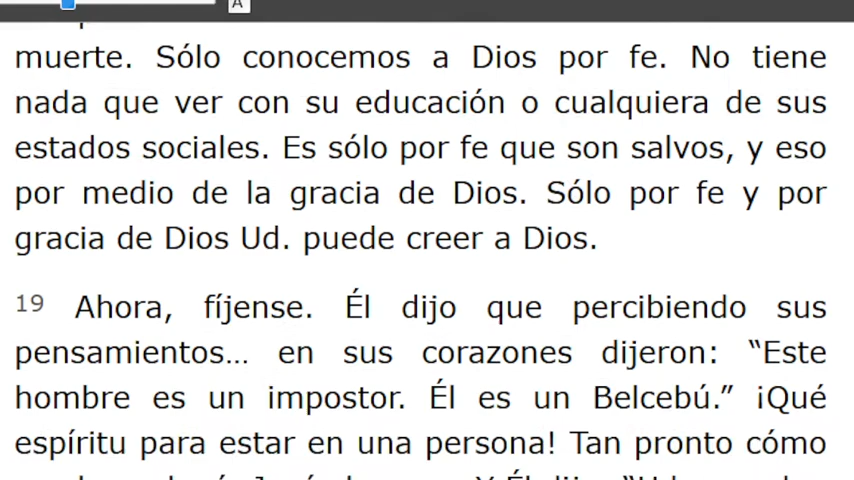 A
muerte. Sólo conocemos a Dios por fe. No tiene
nada que ver con su educación o cualquiera de sus
estados sociales. Es sólo por fe que son salvos, y eso
por medio de la gracia de Dios. Sólo por fe y por
gracia de Dios Ud. puede creer a Dios.
19 Ahora, fíjense. Él dijo que percibiendo sus
pensamientos... en sus corazones dijeron: “Este
hombre es un impostor. Él es un Belcebú.” ¡Qué
espíritu para estar en una persona! Tan pronto cómo